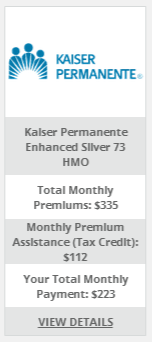 KAISER
PERMANENTE®
Kaiser Permanente
Enhanced Silver 73
HMO
Total Monthly
Premiums: $335
Monthly Premium
Assistance (Tax Credit):
$112
Your Total Monthly
Payment: $223
VIEW DETAILS